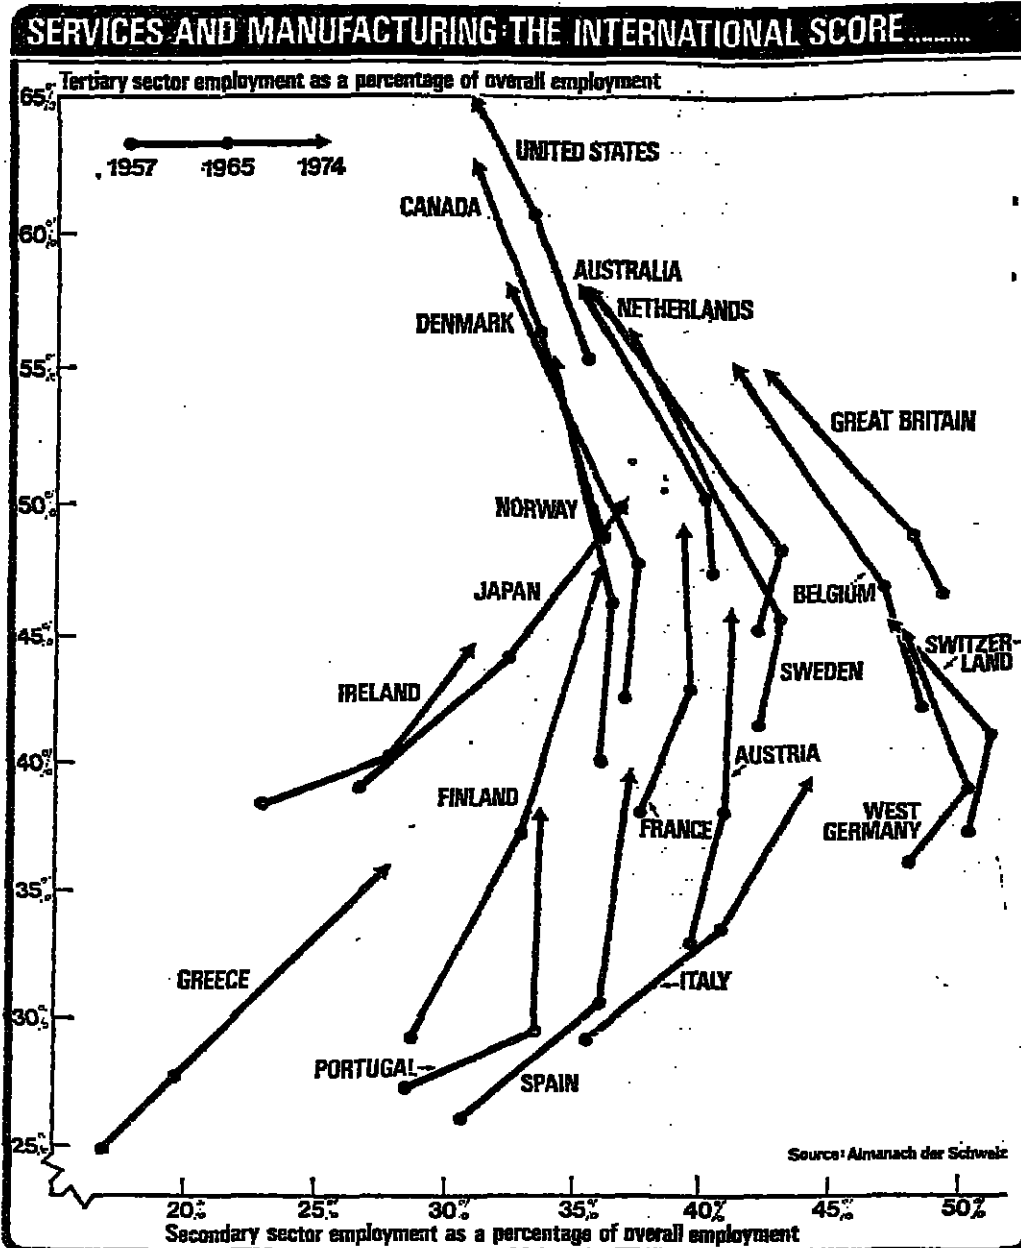 SERVICES AND MANUFACTURING: THE INTERNATIONAL SCORE..........
Tertiary sector employment as a percentage of overall employment
65%
1957 1965 1974
UNITED STATES
CANADA
60%
AUSTRALIA
NETHERLANDS
DENMARK
55%
GREAT BRITAIN
50%
NORWAY
JAPAN
BELGIUM
45%
SWITZER-
LAND
SWEDEN
IRELAND
40%
AUSTRIA
FINLAND
FRANCE
WEST
GERMANY
35%
GREECE
ITALY
30%
PORTUGAL
SPAIN
25%
Source: Almanach der Schweiz
20% 25% 30% 35% 40% 45% 50%
Secondary sector employment as a percentage of overall employment